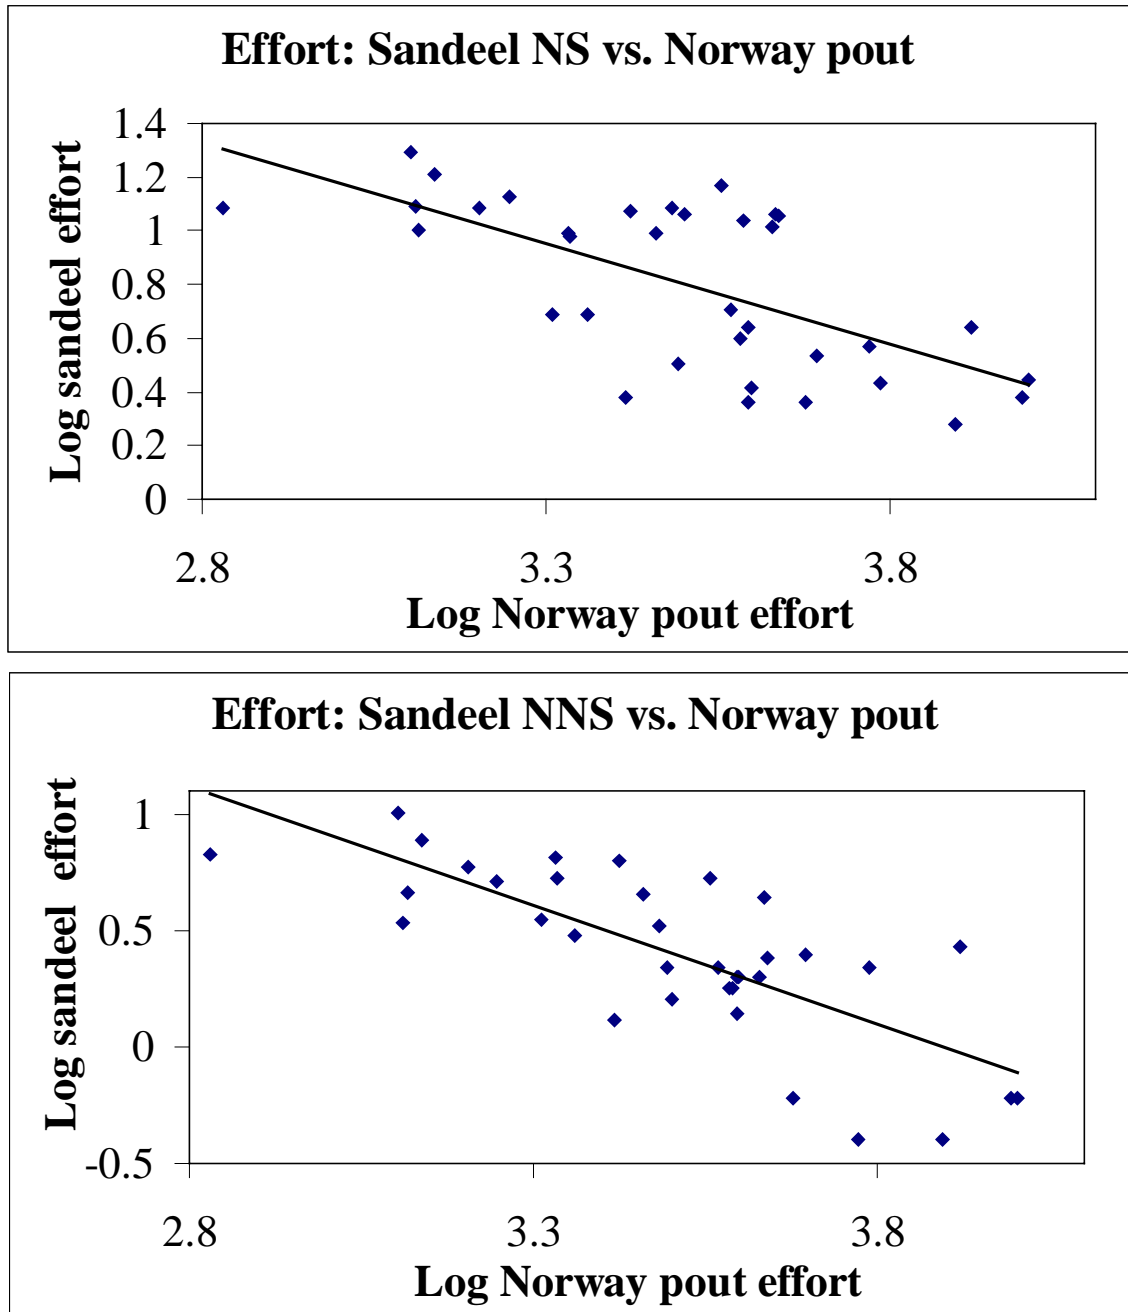 Effort: Sandeel NS vs. Norway pout
Log sandeel effort
1.4
1.2
1
0.8
0.6
0.4
0.2
0
2.8 3.3 3.8
Log Norway pout effort
Effort: Sandeel NNS vs. Norway pout
Log sandeel effort
1
0.5
0
-0.5
2.8 3.3 3.8
Log Norway pout effort